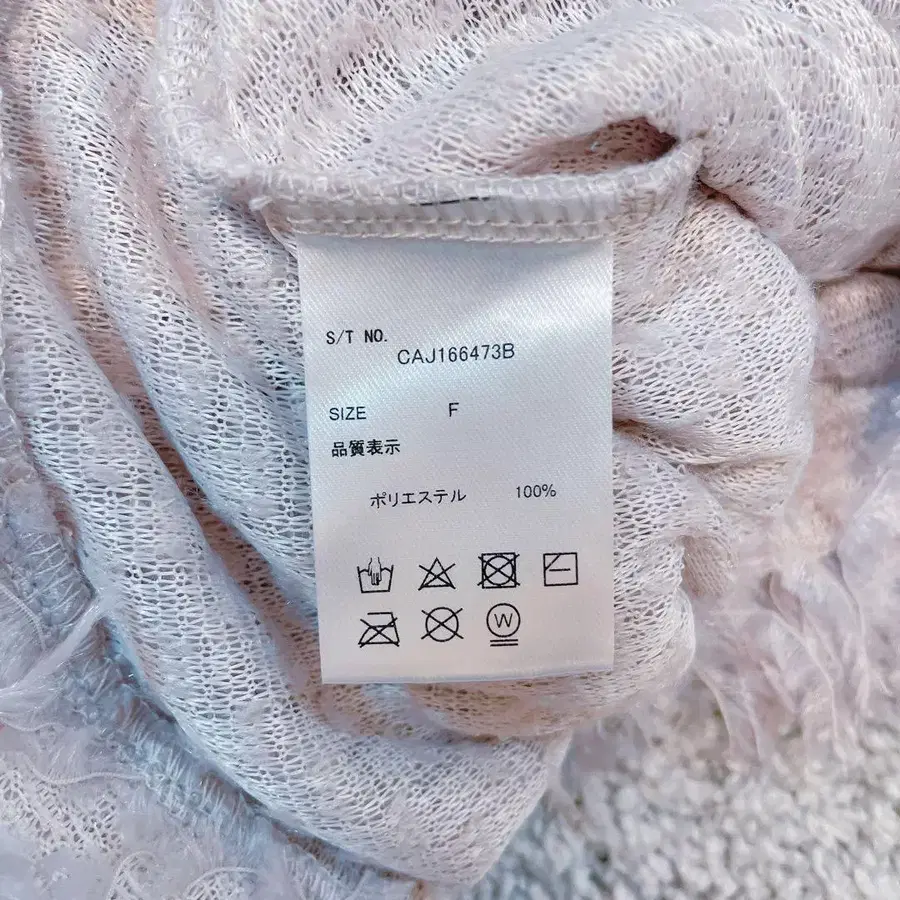 S/T NO.
CAJ166473B
SIZE F
品質表示
ポリエステル 100%
W